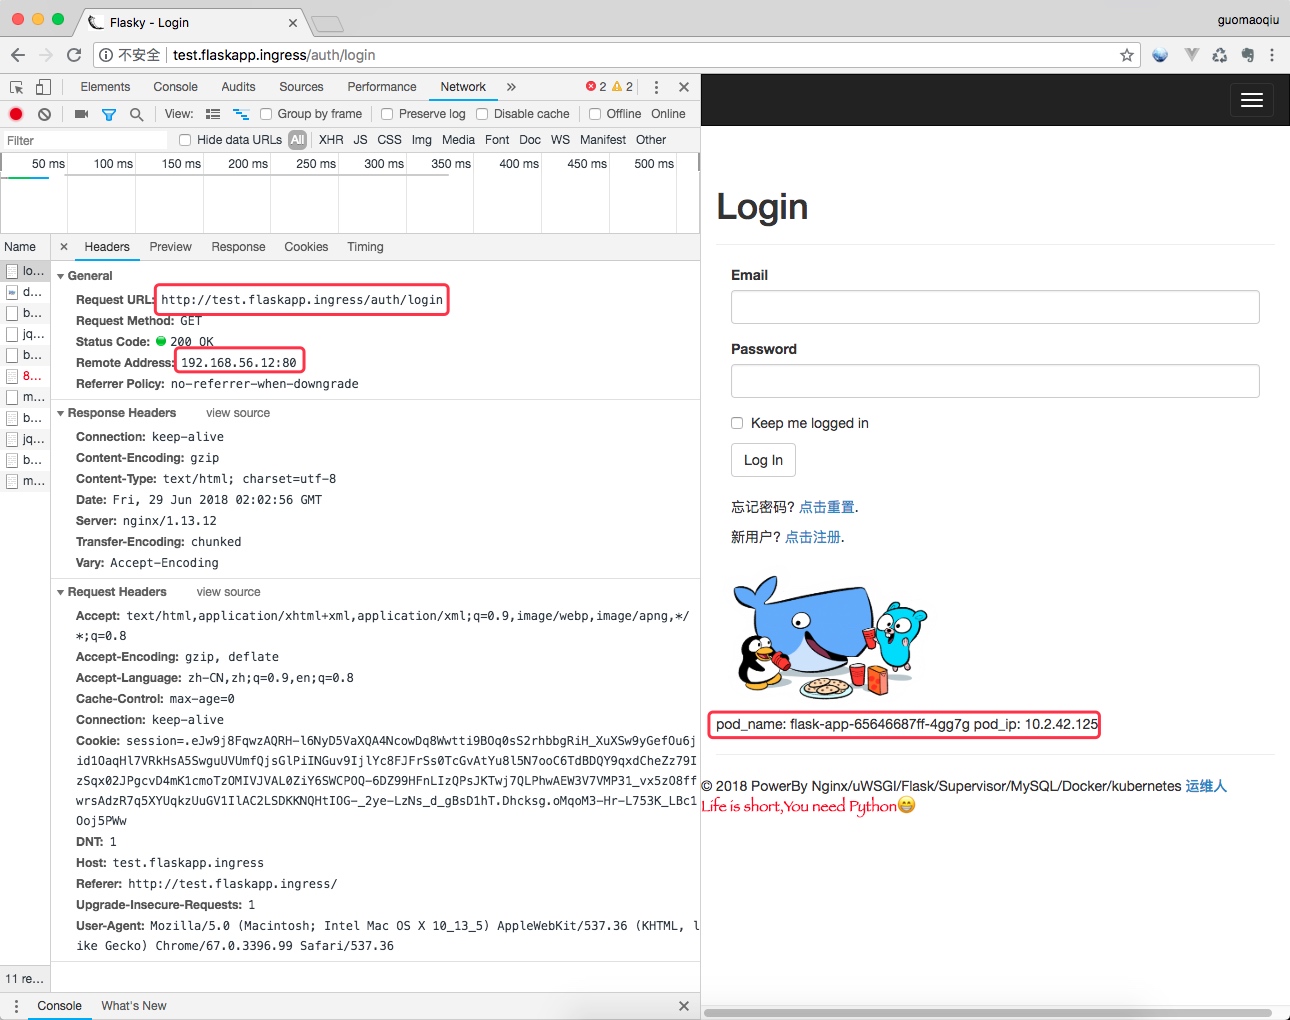 Flasky - Login
guomaoqiu
不安全 test.flaskapp.ingress/auth/login
Elements Console Audits Sources Performance Network » 2 2
View: Group by frame Preserve log Disable cache Offline Online
Filter Hide data URLs All XHR JS CSS Img Media Font Doc WS Manifest Other
50 ms 100 ms 150 ms 200 ms 250 ms 300 ms 350 ms 400 ms 450 ms 500 ms
Name
lo...
d...
b...
jq...
b...
8...
m...
b...
jq...
b...
m...
11 re...
× Headers Preview Response Cookies Timing
General
Request URL: http://test.flaskapp.ingress/auth/login
Request Method: GET
Status Code: 200 OK
Remote Address: 192.168.56.12:80
Referrer Policy: no-referrer-when-downgrade
Response Headers view source
Connection: keep-alive
Content-Encoding: gzip
Content-Type: text/html; charset=utf-8
Date: Fri, 29 Jun 2018 02:02:56 GMT
Server: nginx/1.13.12
Transfer-Encoding: chunked
Vary: Accept-Encoding
Request Headers view source
Accept: text/html,application/xhtml+xml,application/xml;q=0.9,image/webp,image/apng,*/
*;q=0.8
Accept-Encoding: gzip, deflate
Accept-Language: zh-CN,zh;q=0.9,en;q=0.8
Cache-Control: max-age=0
Connection: keep-alive
Cookie: session=.eJw9j8FqwzAQRH-l6NyD5VaXQA4NcowDq8Wwtti9BOq0sS2rhbbgRiH_XuXSw9yGefOu6j
id1OaqHl7VRkHsA5SwguUVUmfQjsGlPiINGuv9IjlYc8FJFrSs0TcGvAtYu8l5N7ooC6TdBDQY9qxdCheZz79I
zSqx02JPgcvD4mK1cmoTzOMIVJVAL0ZiY6SWCPOQ-6DZ99HFnLIzQPsJKTwj7QLPhwAEW3V7VMP31_vx5zO8ff
wrsAdzR7q5XYUqkzUuGV1IlAC2LSDKKNQHtIOG-_2ye-LzNs_d_gBsD1hT.Dhcksg.oMqoM3-Hr-L753K_LBc1
Ooj5PWw
DNT: 1
Host: test.flaskapp.ingress
Referer: http://test.flaskapp.ingress/
Upgrade-Insecure-Requests: 1
User-Agent: Mozilla/5.0 (Macintosh; Intel Mac OS X 10_13_5) AppleWebKit/537.36 (KHTML, l
ike Gecko) Chrome/67.0.3396.99 Safari/537.36
Console What's New
Login
Email
Password
Keep me logged in
Log In
忘记密码? 点击重置.
新用户? 点击注册.
pod_name: flask-app-65646687ff-4gg7g pod_ip: 10.2.42.125
© 2018 PowerBy Nginx/uWSGI/Flask/Supervisor/MySQL/Docker/kubernetes 运维人
Life is short,You need Python😁